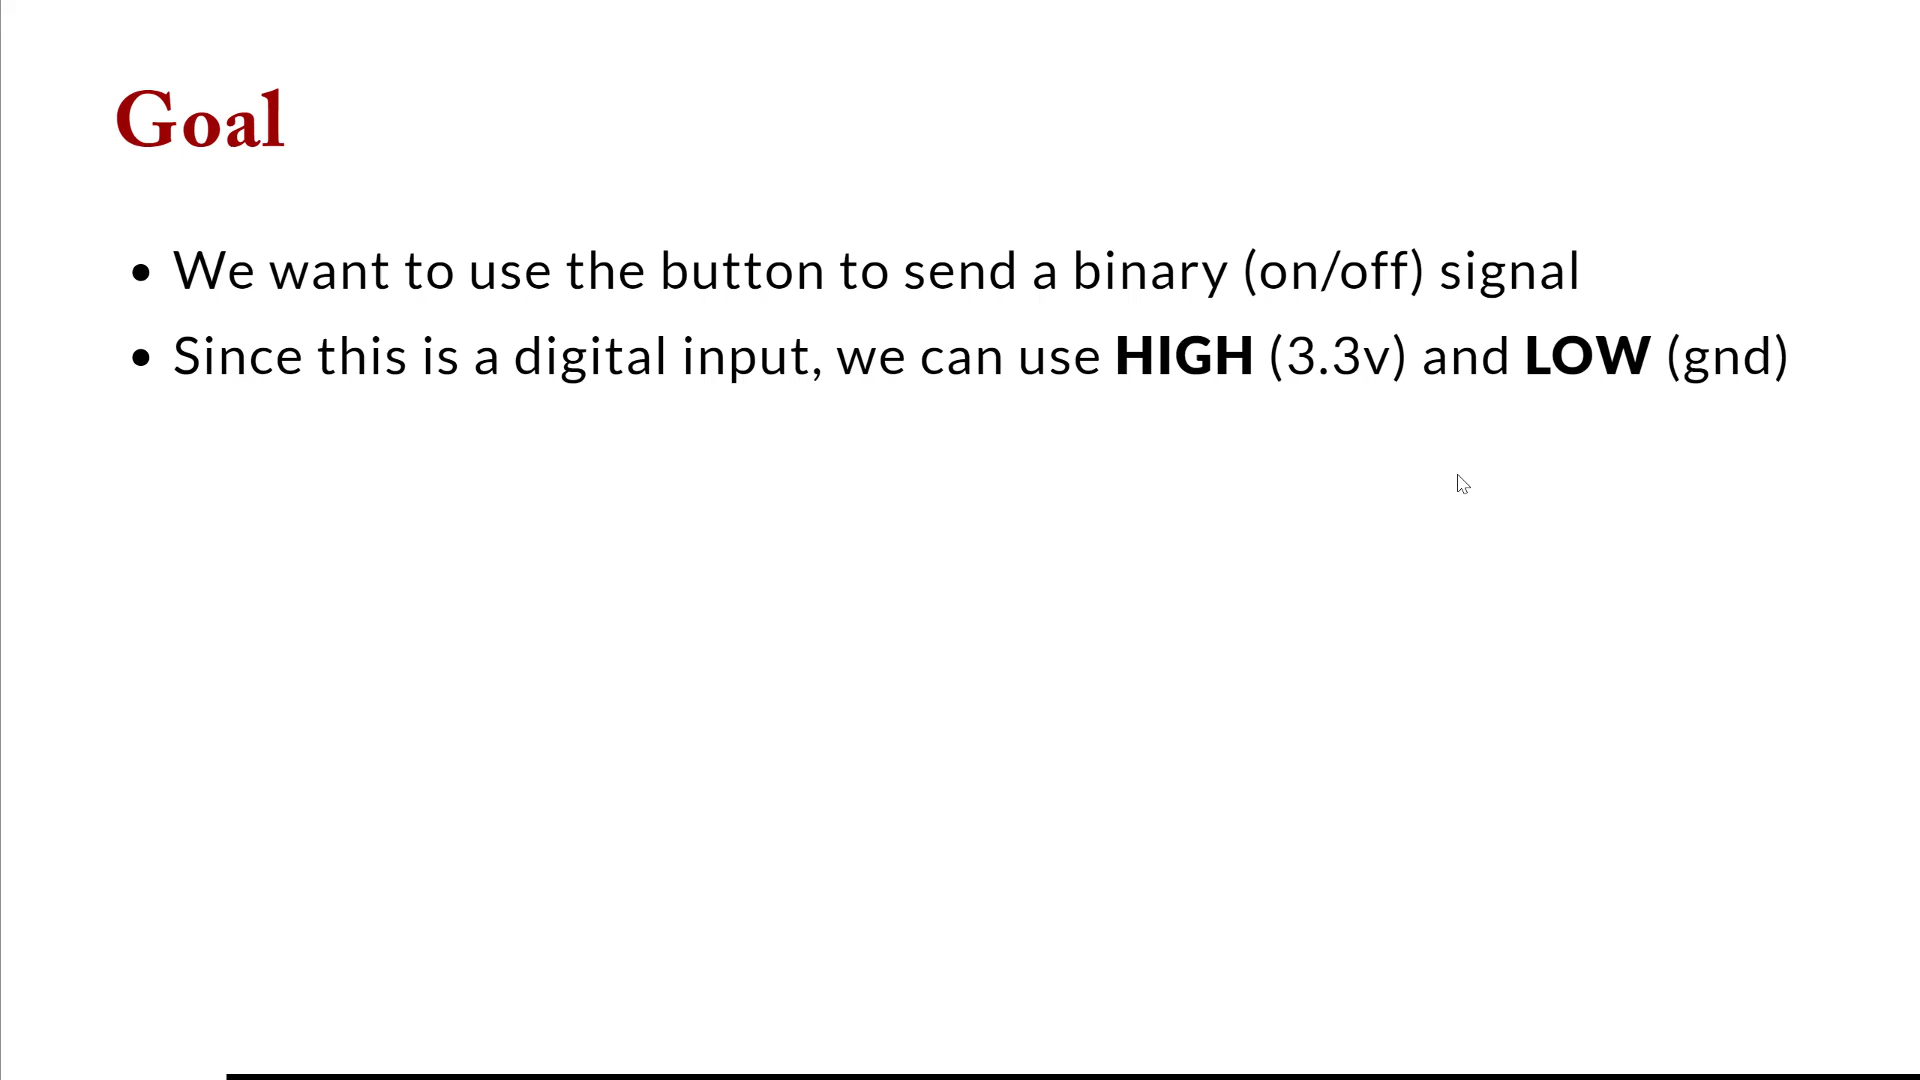 Goal
• We want to use the button to send a binary (on/off) signal
• Since this is a digital input, we can use HIGH (3.3v) and LOW (gnd)